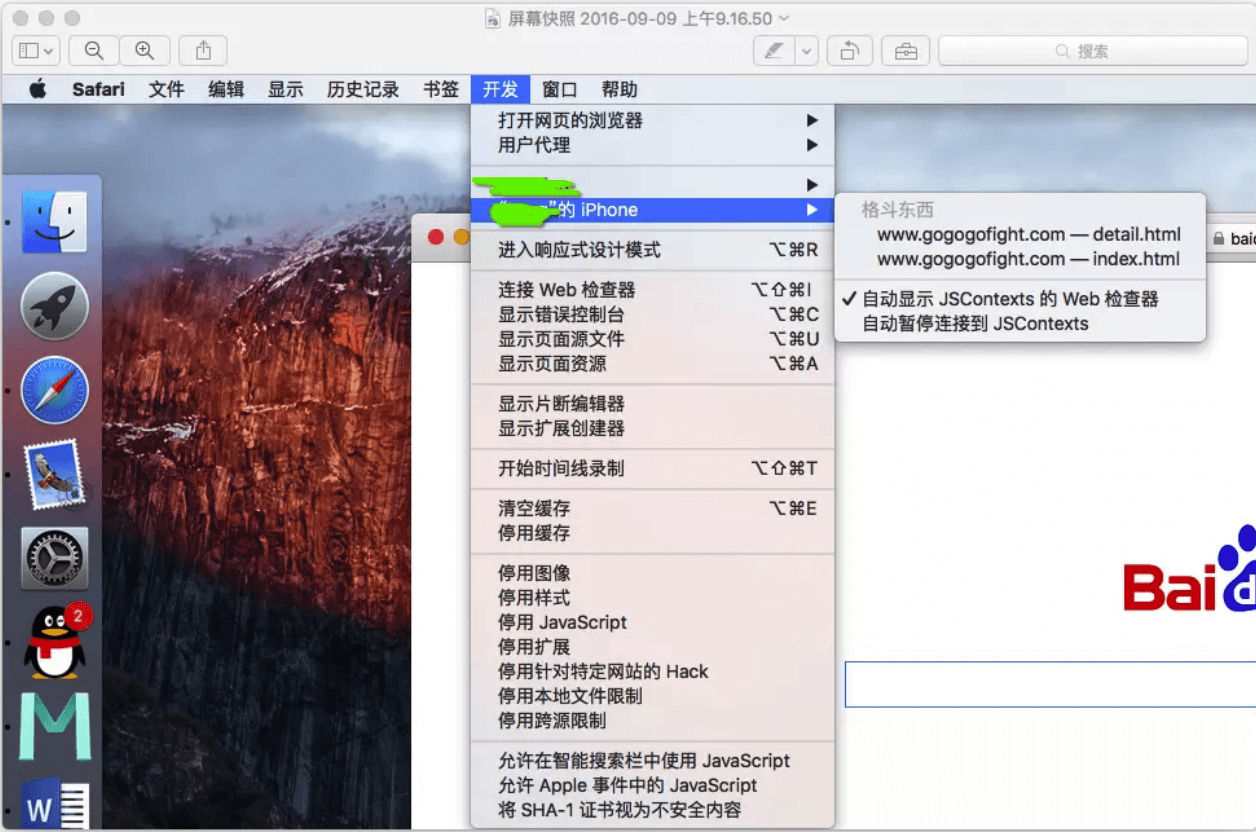 屏幕快照 2016-09-09 上午9.16.50
搜索
Safari 文件 编辑 显示 历史记录 书签 开发 窗口 帮助
打开网页的浏览器
用户代理
的 iPhone
格斗东西
www.gogogofight.com — detail.html
www.gogogofight.com — index.html
自动显示 JSContexts 的 Web 检查器
自动暂停连接到 JSContexts
进入响应式设计模式 ⌥⌘R
连接 Web 检查器 ⌥⇧⌘I
显示错误控制台 ⌥⌘C
显示页面源文件 ⌥⌘U
显示页面资源 ⌥⌘A
显示片断编辑器
显示扩展创建器
开始时间线录制 ⌥⇧⌘T
清空缓存 ⌥⌘E
停用缓存
停用图像
停用样式
停用 JavaScript
停用扩展
停用针对特定网站的 Hack
停用本地文件限制
停用跨源限制
允许在智能搜索栏中使用 JavaScript
允许 Apple 事件中的 JavaScript
将 SHA-1 证书视为不安全内容
Bai
2
M
W